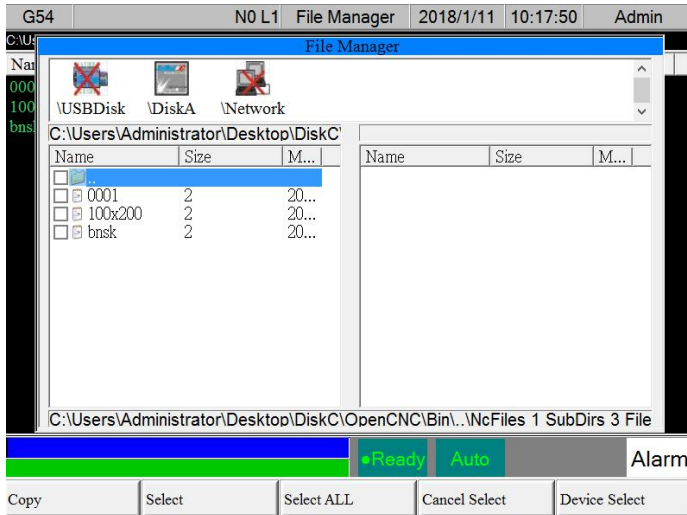 G54 N0 L1 File Manager 2018/1/11 10:17:50 Admin
C:\Us
File Manager
Nar
000
100
bns
\USBDisk \DiskA \Network
C:\Users\Administrator\Desktop\DiskC\
Name Size M... Name Size M...
..
0001 2 20...
100x200 2 20...
bnsk 2 20...
C:\Users\Administrator\Desktop\DiskC\OpenCNC\Bin\..\NcFiles 1 SubDirs 3 File
●Ready Auto Alarm
Copy Select Select ALL Cancel Select Device Select